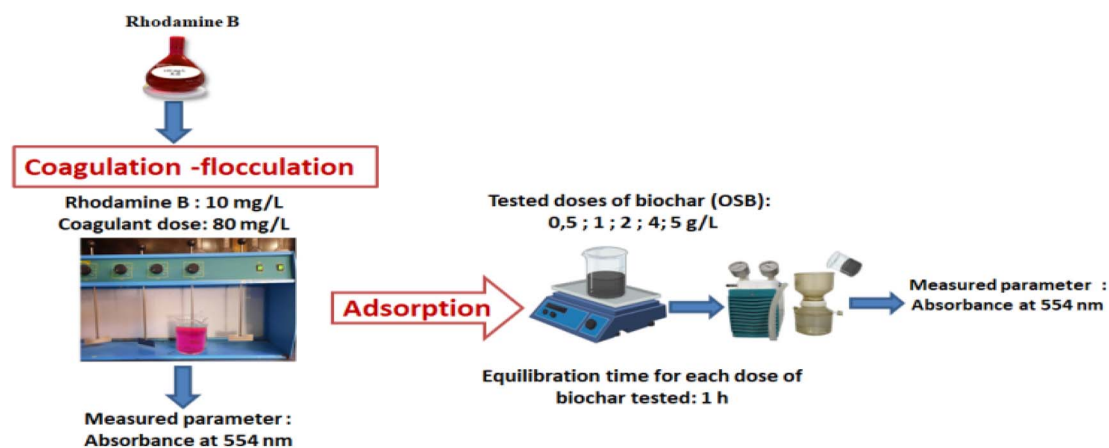 Rhodamine B
Coagulation -flocculation
Rhodamine B : 10 mg/L
Coagulant dose: 80 mg/L
Measured parameter :
Absorbance at 554 nm
Adsorption
Tested doses of biochar (OSB):
0,5 ; 1 ; 2 ; 4; 5 g/L
Equilibration time for each dose of
biochar tested: 1 h
Measured parameter :
Absorbance at 554 nm